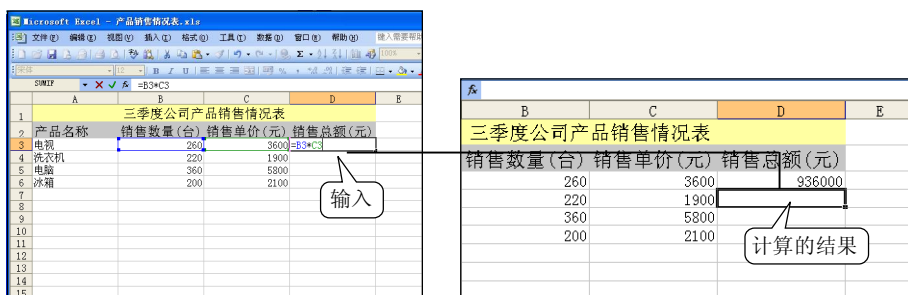 Microsoft Excel - 产品销售情况表.xls
文件(F) 编辑(E) 视图(V) 插入(I) 格式(O) 工具(T) 数据(D) 窗口(W) 帮助(H) 键入需要帮助
宋体 12 B I U
100%
SUMIF =B3*C3
A B C D E
1 三季度公司产品销售情况表
2 产品名称 销售数量(台) 销售单价(元) 销售总额(元)
3 电视 260 3600 =B3*C3
4 洗衣机 220 1900
5 电脑 360 5800
6 冰箱 200 2100
7
8
9
10
11
12
13
14
15
输入
fx
B C D E
三季度公司产品销售情况表
销售数量(台) 销售单价(元) 销售总额(元)
260 3600 936000
220 1900
360 5800
200 2100
计算的结果